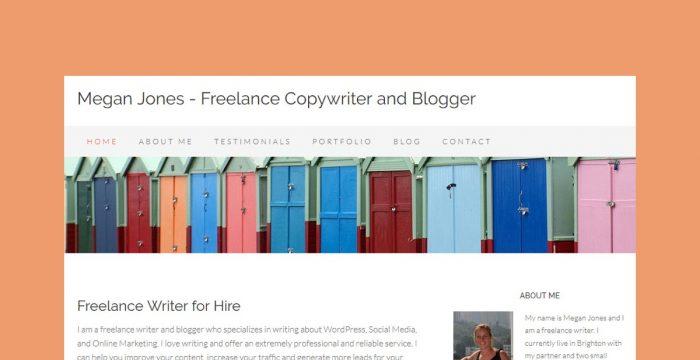 Megan Jones - Freelance Copywriter and Blogger
HOME ABOUT ME TESTIMONIALS PORTFOLIO BLOG CONTACT
Freelance Writer for Hire
I am a freelance writer and blogger who specializes in writing about WordPress, Social Media,
and Online Marketing. I love writing and offer an extremely professional and reliable service. I
can help you improve your content, increase your traffic and generate more leads for your
ABOUT ME
My name is Megan Jones and I
am a freelance writer. I
currently live in Brighton with
my partner and two small